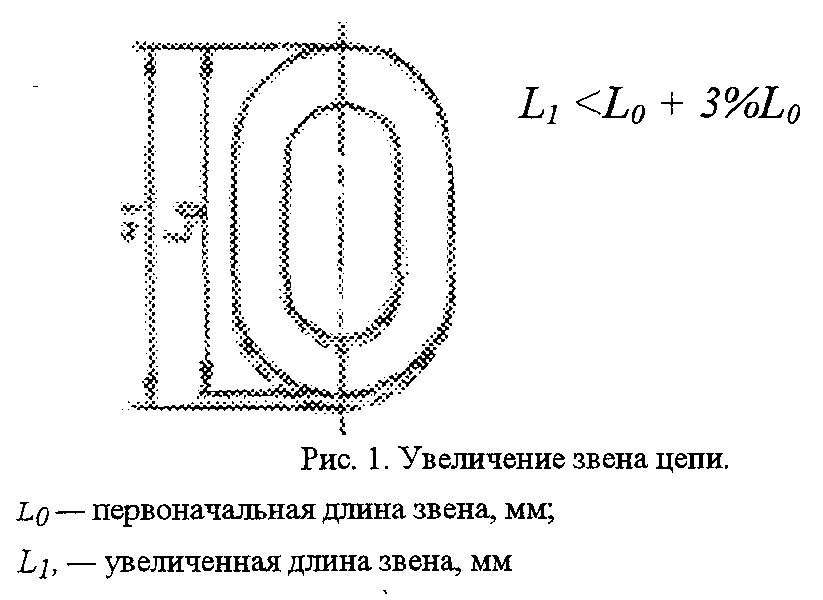 L1 <L0 + 3%L0
L0
Рис. 1. Увеличение звена цепи.
L0 — первоначальная длина звена, мм;
L1, — увеличенная длина звена, мм